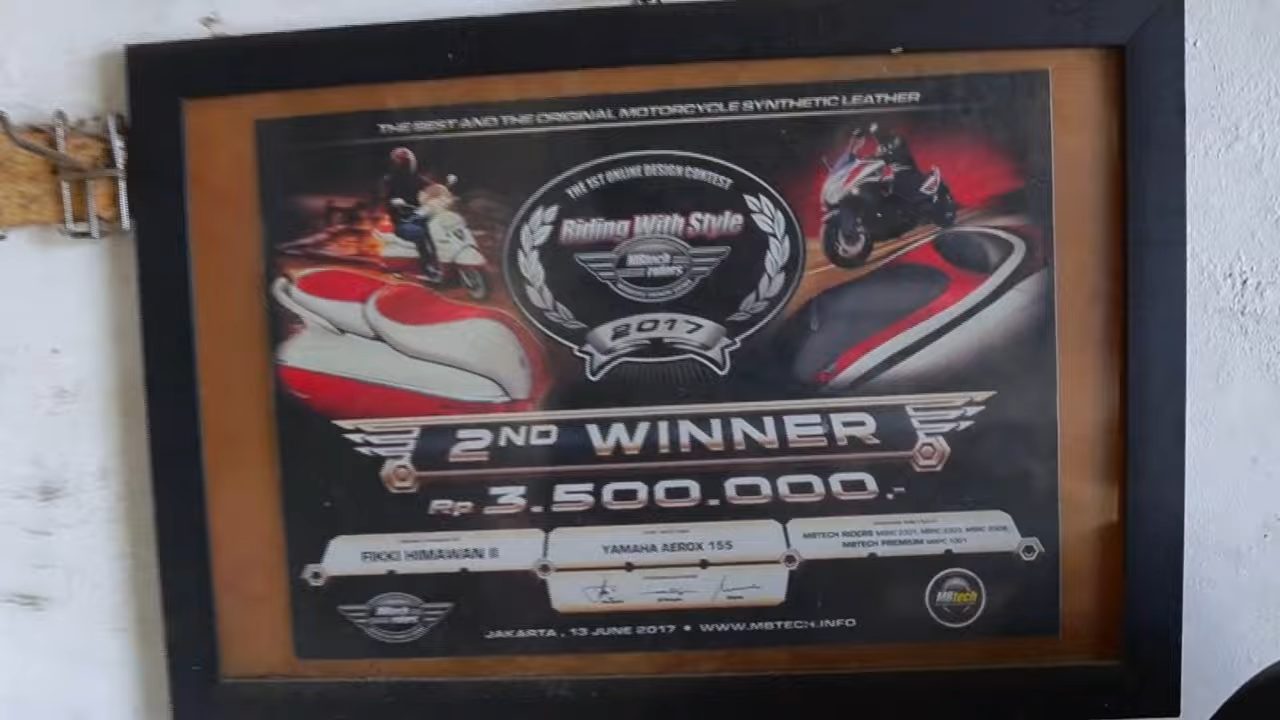 THE BEST AND THE ORIGINAL MOTORCYCLE SYNTHETIC LEATHER
THE 1ST ONLINE DESIGN CONTEST
Riding With Style
MBtech
riders
2017
2ND WINNER
Rp 3.500.000,-
RIKKI HIMAWAN
YAMAHA AEROX 155
MBTECH RIDERS
MBTECH PREMIUM
MBtech
riders
MBtech
JAKARTA, 13 JUNE 2017 • WWW.MBTECH.INFO